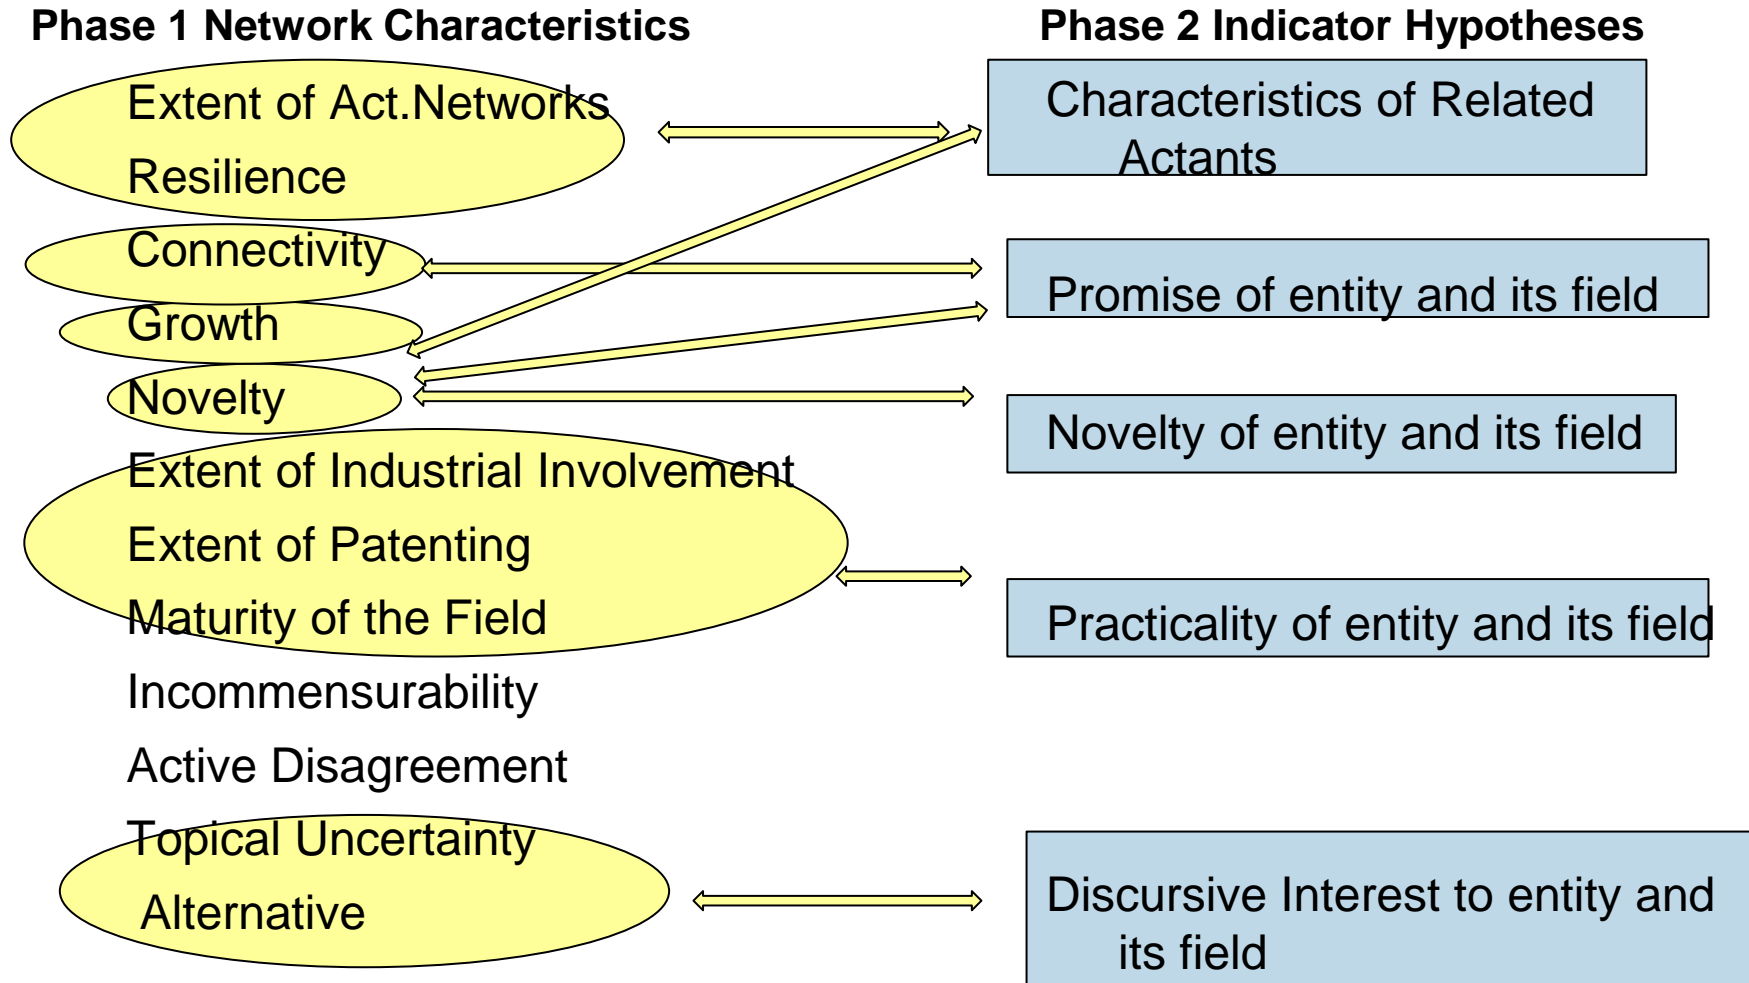 Phase 1 Network Characteristics
Phase 2 Indicator Hypotheses
Extent of Act.Networks
Resilience
Connectivity
Growth
Novelty
Extent of Industrial Involvement
Extent of Patenting
Maturity of the Field
Incommensurability
Active Disagreement
Topical Uncertainty
Alternative
Characteristics of Related
Actants
Promise of entity and its field
Novelty of entity and its field
Practicality of entity and its field
Discursive Interest to entity and
its field